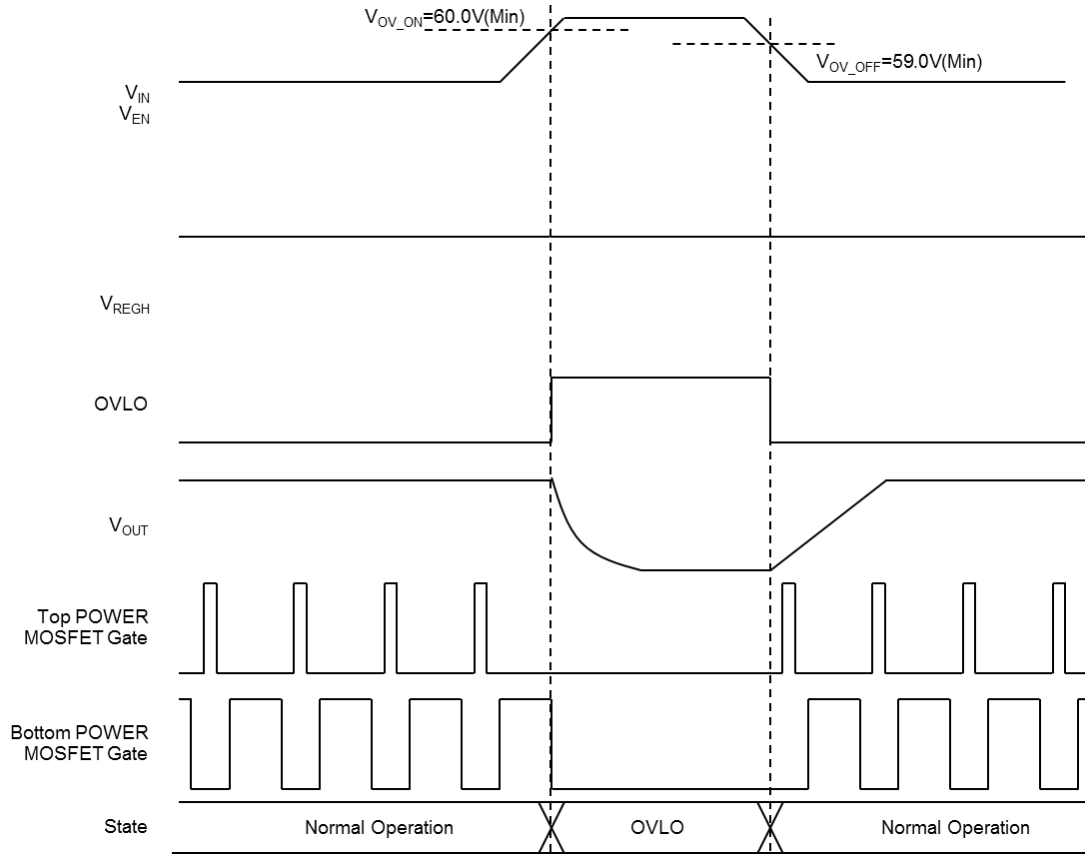 V_OV_ON=60.0V(Min)
V_OV_OFF=59.0V(Min)
V_IN
V_EN
V_REGH
OVLO
V_OUT
Top POWER
MOSFET Gate
Bottom POWER
MOSFET Gate
State
Normal Operation
OVLO
Normal Operation